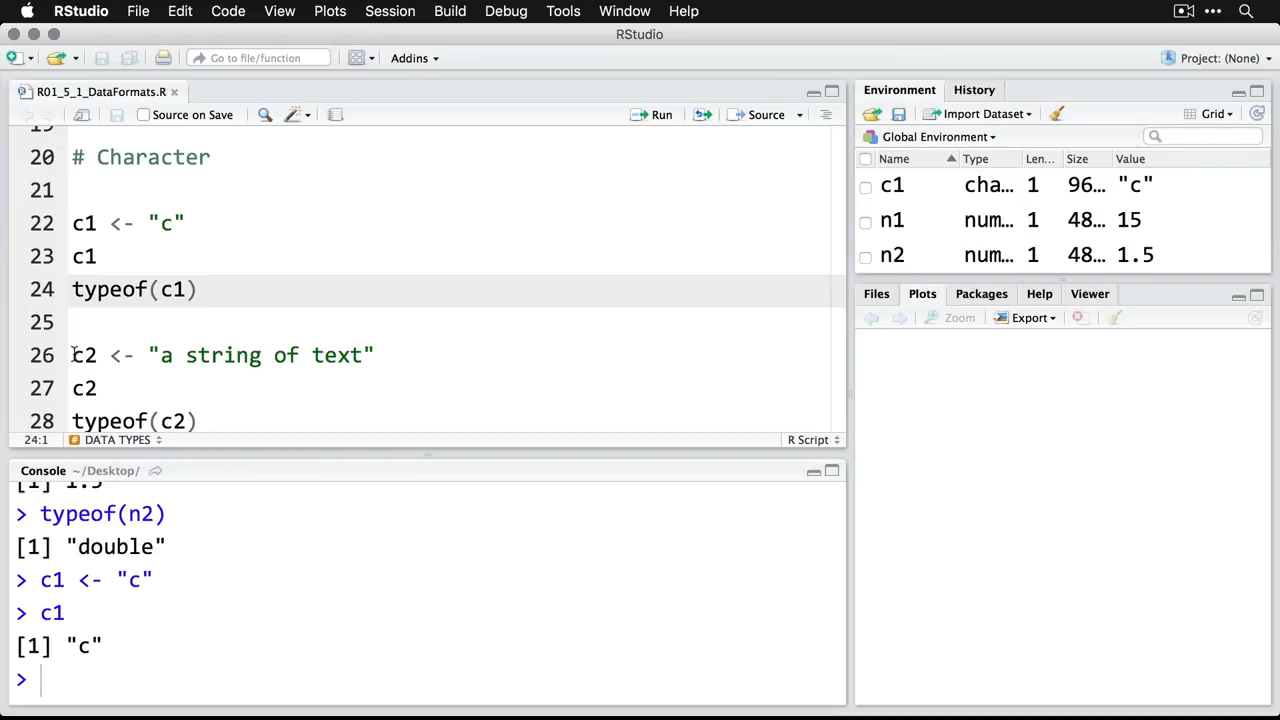 RStudio File Edit Code View Plots Session Build Debug Tools Window Help
RStudio
Go to file/function Addins Project: (None)
R01_5_1_DataFormats.R
Source on Save Run Source
20 # Character
21
22 c1 <- "c"
23 c1
24 typeof(c1)
25
26 c2 <- "a string of text"
27 c2
28 typeof(c2)
24:1 DATA TYPES R Script
Console ~/Desktop/
[1] 1.5
> typeof(n2)
[1] "double"
> c1 <- "c"
> c1
[1] "c"
>
Environment History
Import Dataset Grid
Global Environment
Name Type Len... Size Value
c1 cha... 1 96... "c"
n1 num... 1 48... 15
n2 num... 1 48... 1.5
Files Plots Packages Help Viewer
Zoom Export